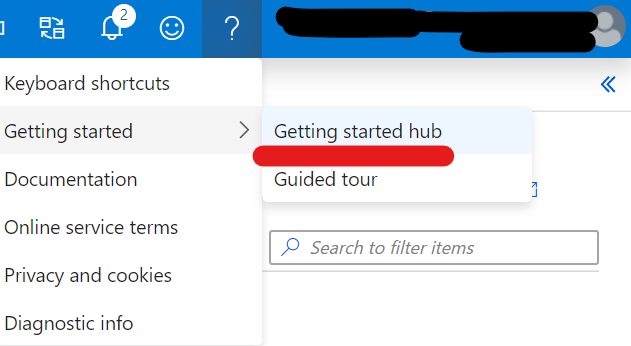 2
?
Keyboard shortcuts
Getting started
Getting started hub
Documentation
Guided tour
Online service terms
Search to filter items
Privacy and cookies
Diagnostic info